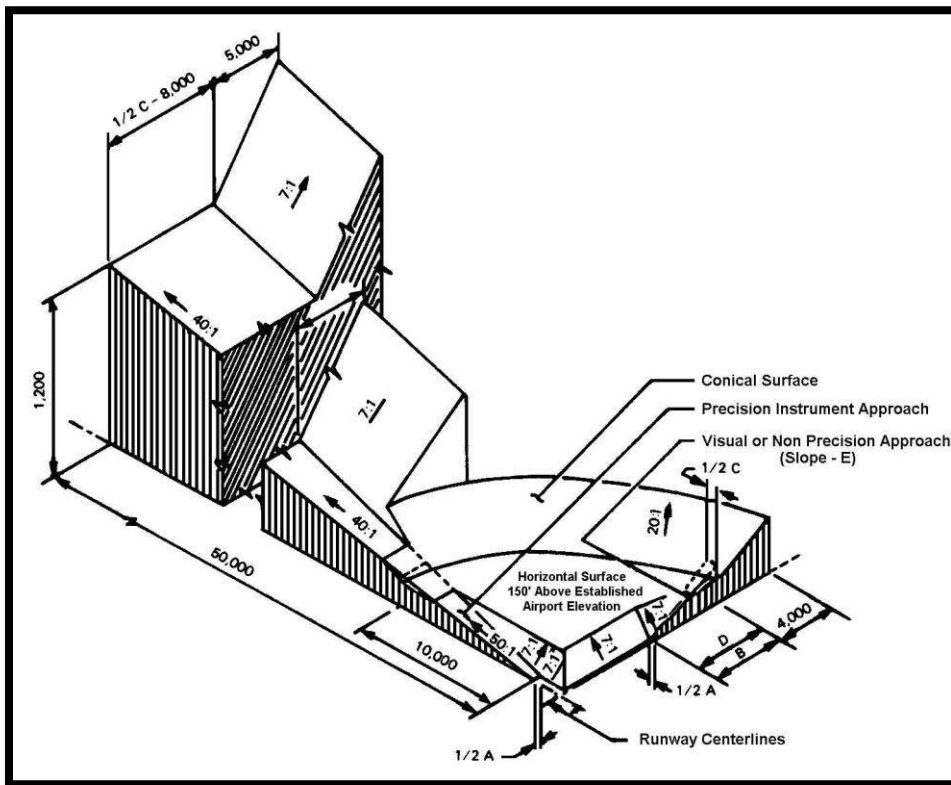 5,000
1/2 C - 8,000
7:1
40:1
1,200
Conical Surface
Precision Instrument Approach
Visual or Non Precision Approach
(Slope - E)
7:1
1/2 C
40:1
20:1
50,000
Horizontal Surface
150' Above Established
Airport Elevation
7:1
50:1
7:1
7:1
7:1
4,000
D
B
10,000
1/2 A
Runway Centerlines
1/2 A